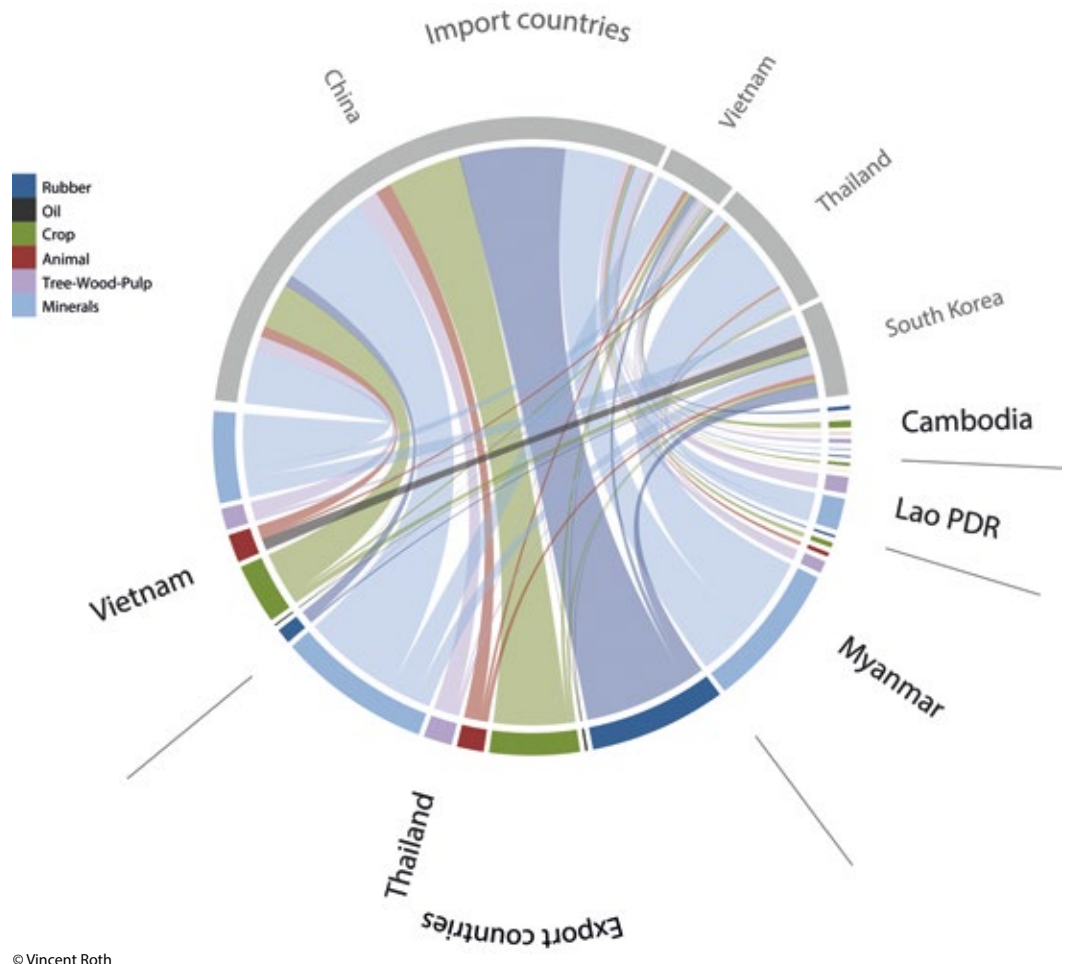 Import countries
China
Vietnam
Thailand
South Korea
Rubber
Oil
Crop
Animal
Tree-Wood-Pulp
Minerals
Cambodia
Lao PDR
Myanmar
Vietnam
Thailand
Export countries
© Vincent Roth